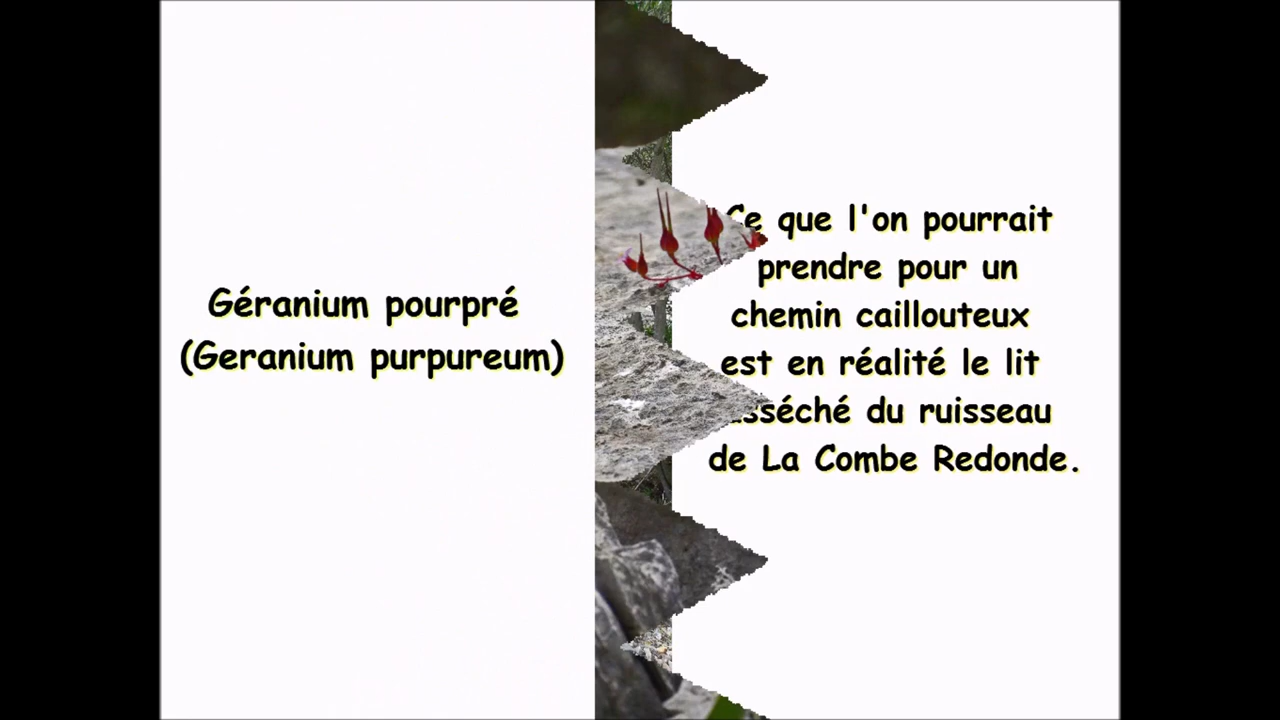 Géranium pourpré
(Geranium purpureum)
Ce que l'on pourrait
prendre pour un
chemin caillouteux
est en réalité le lit
asséché du ruisseau
de La Combe Redonde.